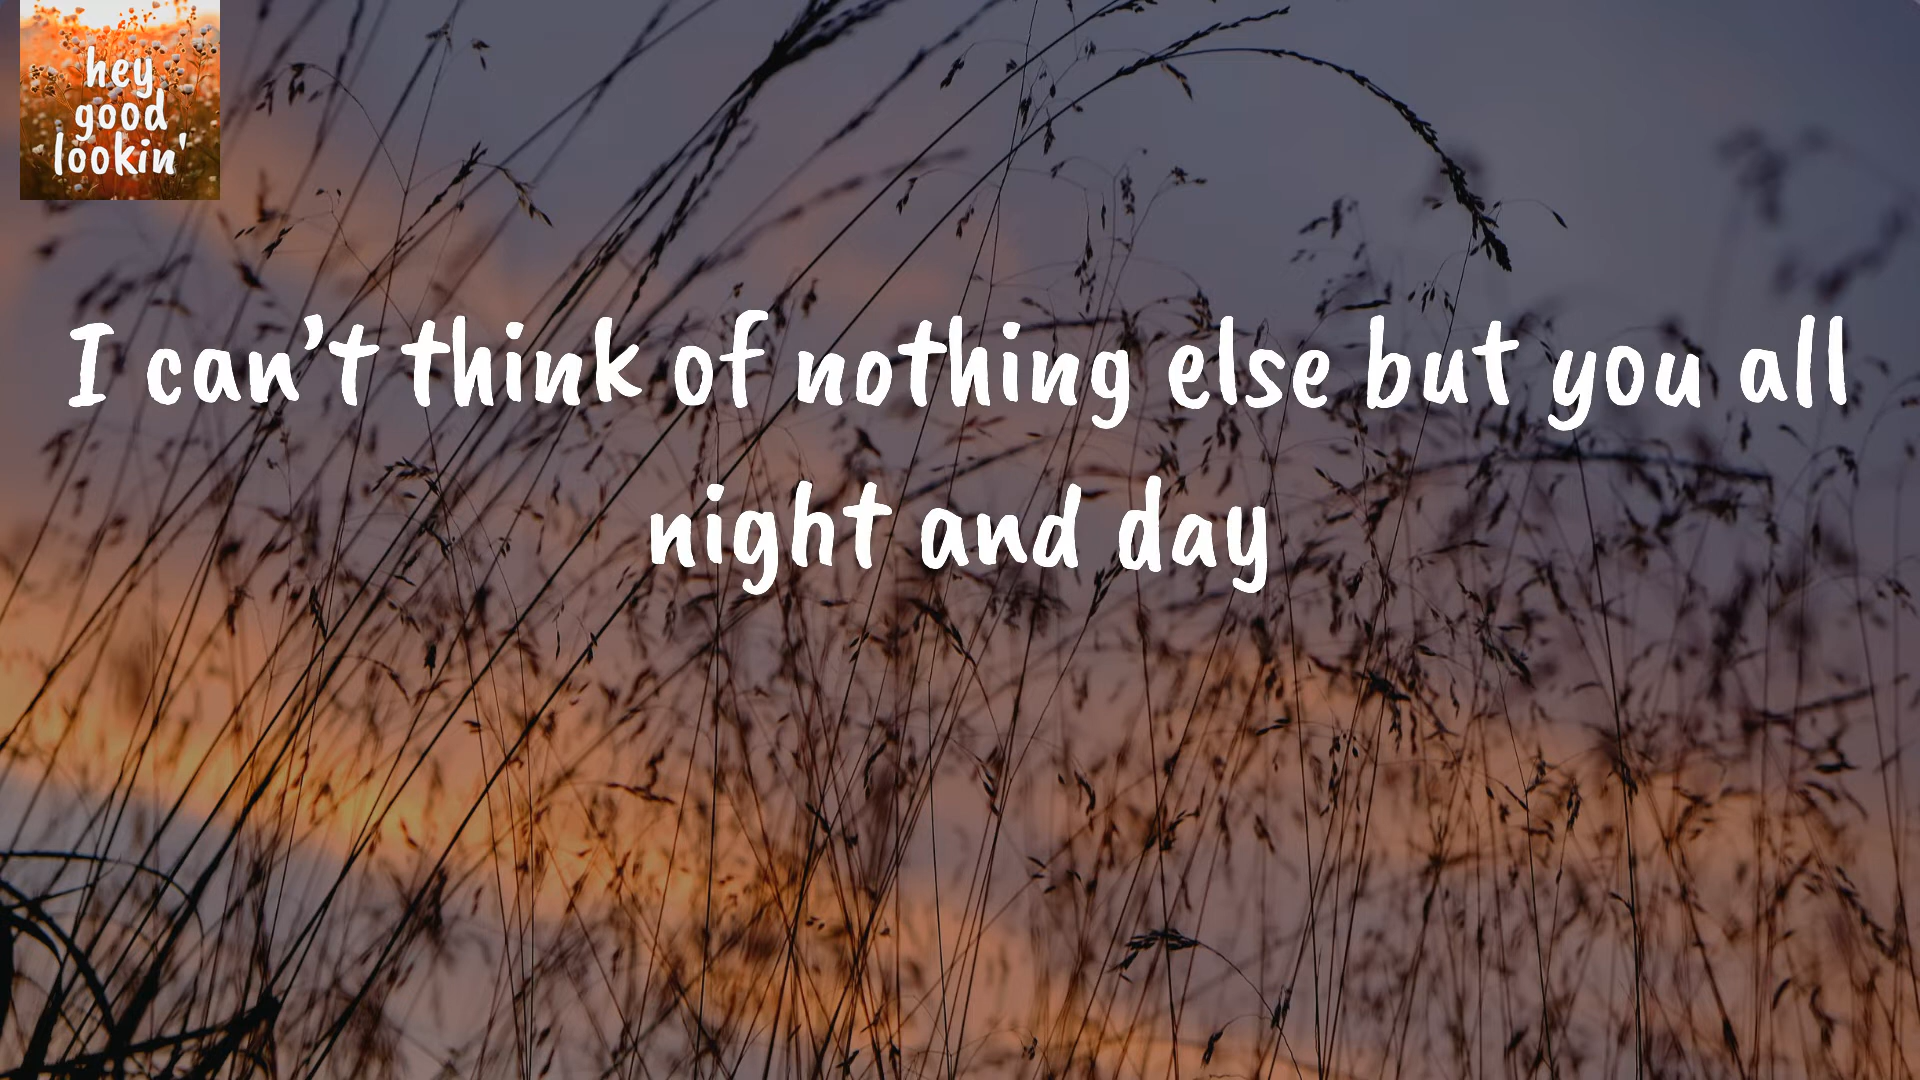 hey
good
lookin'
I can’t think of nothing else but you all
night and day